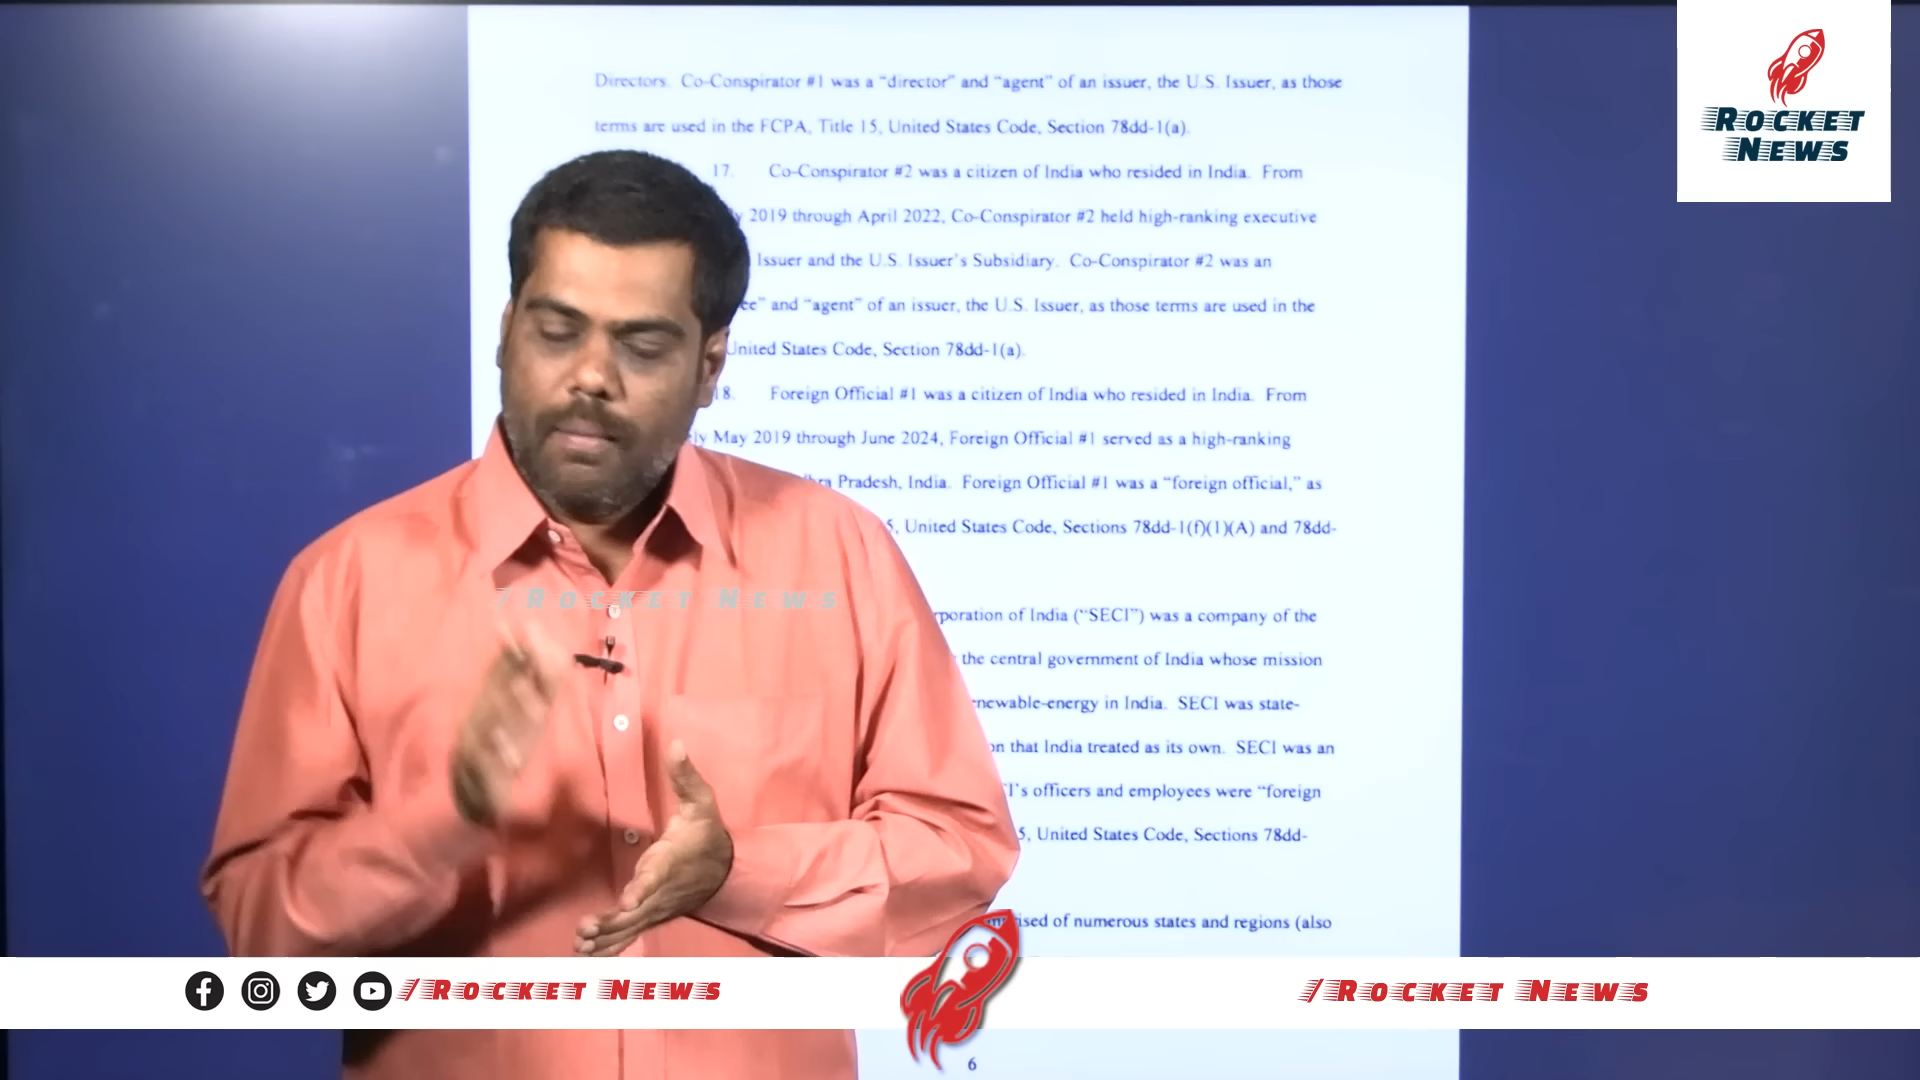 Directors. Co-Conspirator #1 was a “director” and “agent” of an issuer, the U.S. Issuer, as those
terms are used in the FCPA, Title 15, United States Code, Section 78dd-1(a).
17. Co-Conspirator #2 was a citizen of India who resided in India. From
2019 through April 2022, Co-Conspirator #2 held high-ranking executive
Issuer and the U.S. Issuer’s Subsidiary. Co-Conspirator #2 was an
and “agent” of an issuer, the U.S. Issuer, as those terms are used in the
United States Code, Section 78dd-1(a).
18. Foreign Official #1 was a citizen of India who resided in India. From
May 2019 through June 2024, Foreign Official #1 served as a high-ranking
Pradesh, India. Foreign Official #1 was a “foreign official,” as
United States Code, Sections 78dd-1(f)(1)(A) and 78dd-
of India (“SECI”) was a company of the
the central government of India whose mission
in India. SECI was state-
that India treated as its own. SECI was an
officers and employees were “foreign
United States Code, Sections 78dd-
of numerous states and regions (also
6
ROCKET
NEWS
/ROCKET NEWS
/ROCKET NEWS
/ROCKET NEWS